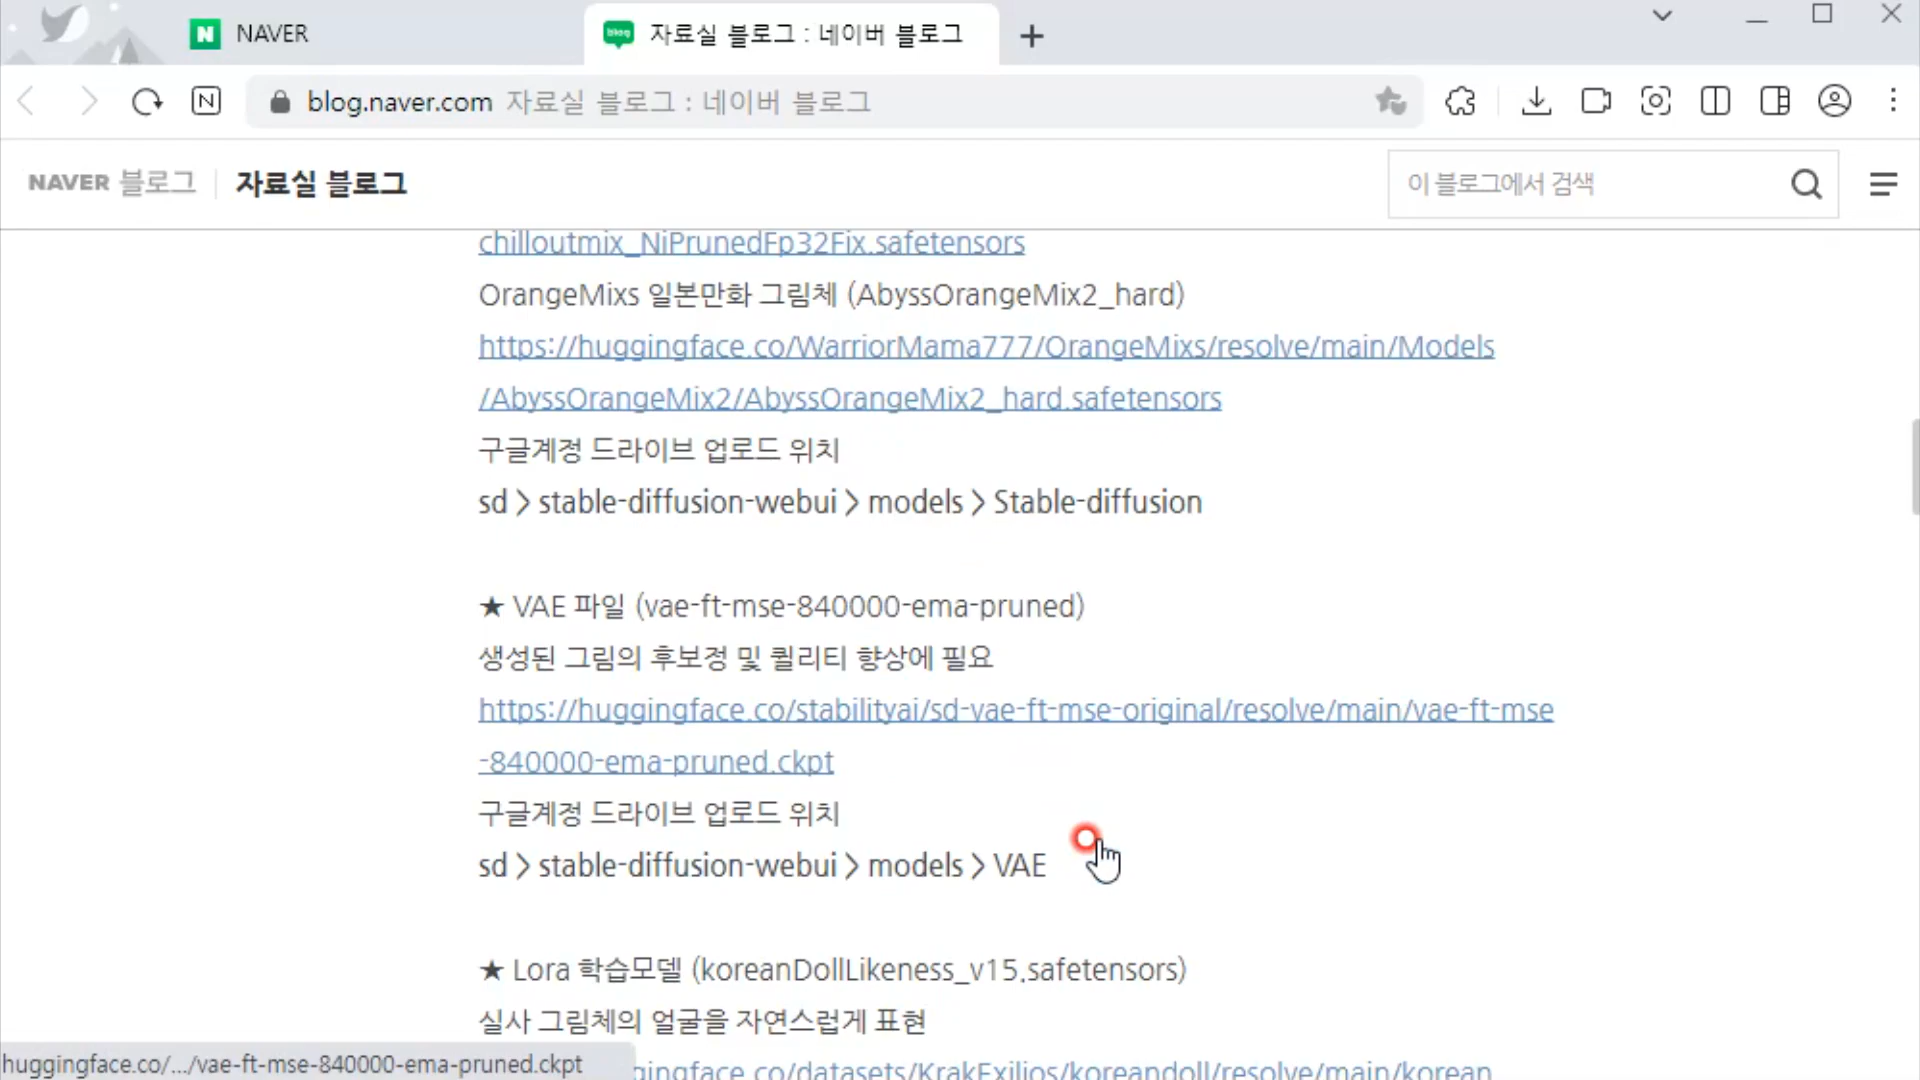 NAVER
blog 자료실 블로그 : 네이버 블로그
blog.naver.com 자료실 블로그 : 네이버 블로그
NAVER 블로그 자료실 블로그 이 블로그에서 검색
chilloutmix_NiPrunedFp32Fix.safetensors
OrangeMixs 일본만화 그림체 (AbyssOrangeMix2_hard)
https://huggingface.co/WarriorMama777/OrangeMixs/resolve/main/Models
/AbyssOrangeMix2/AbyssOrangeMix2_hard.safetensors
구글계정 드라이브 업로드 위치
sd > stable-diffusion-webui > models > Stable-diffusion
★ VAE 파일 (vae-ft-mse-840000-ema-pruned)
생성된 그림의 후보정 및 퀄리티 향상에 필요
https://huggingface.co/stabilityai/sd-vae-ft-mse-original/resolve/main/vae-ft-mse
-840000-ema-pruned.ckpt
구글계정 드라이브 업로드 위치
sd > stable-diffusion-webui > models > VAE
★ Lora 학습모델 (koreanDollLikeness_v15.safetensors)
실사 그림체의 얼굴을 자연스럽게 표현
gingface.co/datasets/KrakExilios/koreandoll/resolve/main/korean
huggingface.co/.../vae-ft-mse-840000-ema-pruned.ckpt